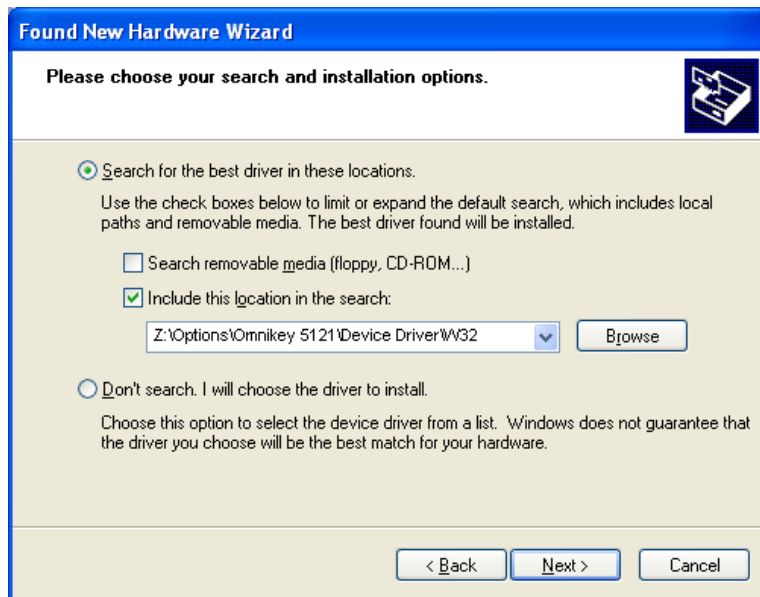 Found New Hardware Wizard
Please choose your search and installation options.
Search for the best driver in these locations.
Use the check boxes below to limit or expand the default search, which includes local
paths and removable media. The best driver found will be installed.
Search removable media (floppy, CD-ROM...)
Include this location in the search:
Z:\Options\Omnikey 5121\Device Driver\W32
Browse
Don't search. I will choose the driver to install.
Choose this option to select the device driver from a list. Windows does not guarantee that
the driver you choose will be the best match for your hardware.
< Back
Next >
Cancel